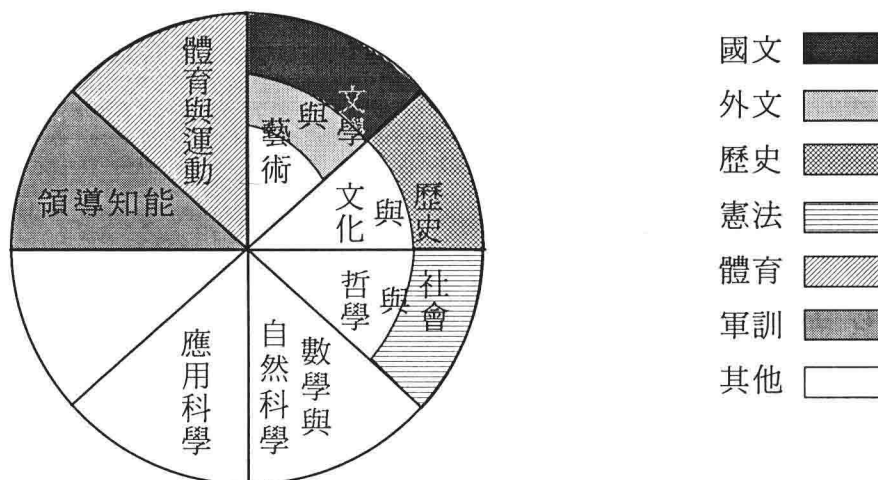 體育與運動
文學與藝術
歷史與文化
社會與哲學
數學與自然科學
應用科學
領導知能
國文
外文
歷史
憲法
體育
軍訓
其他